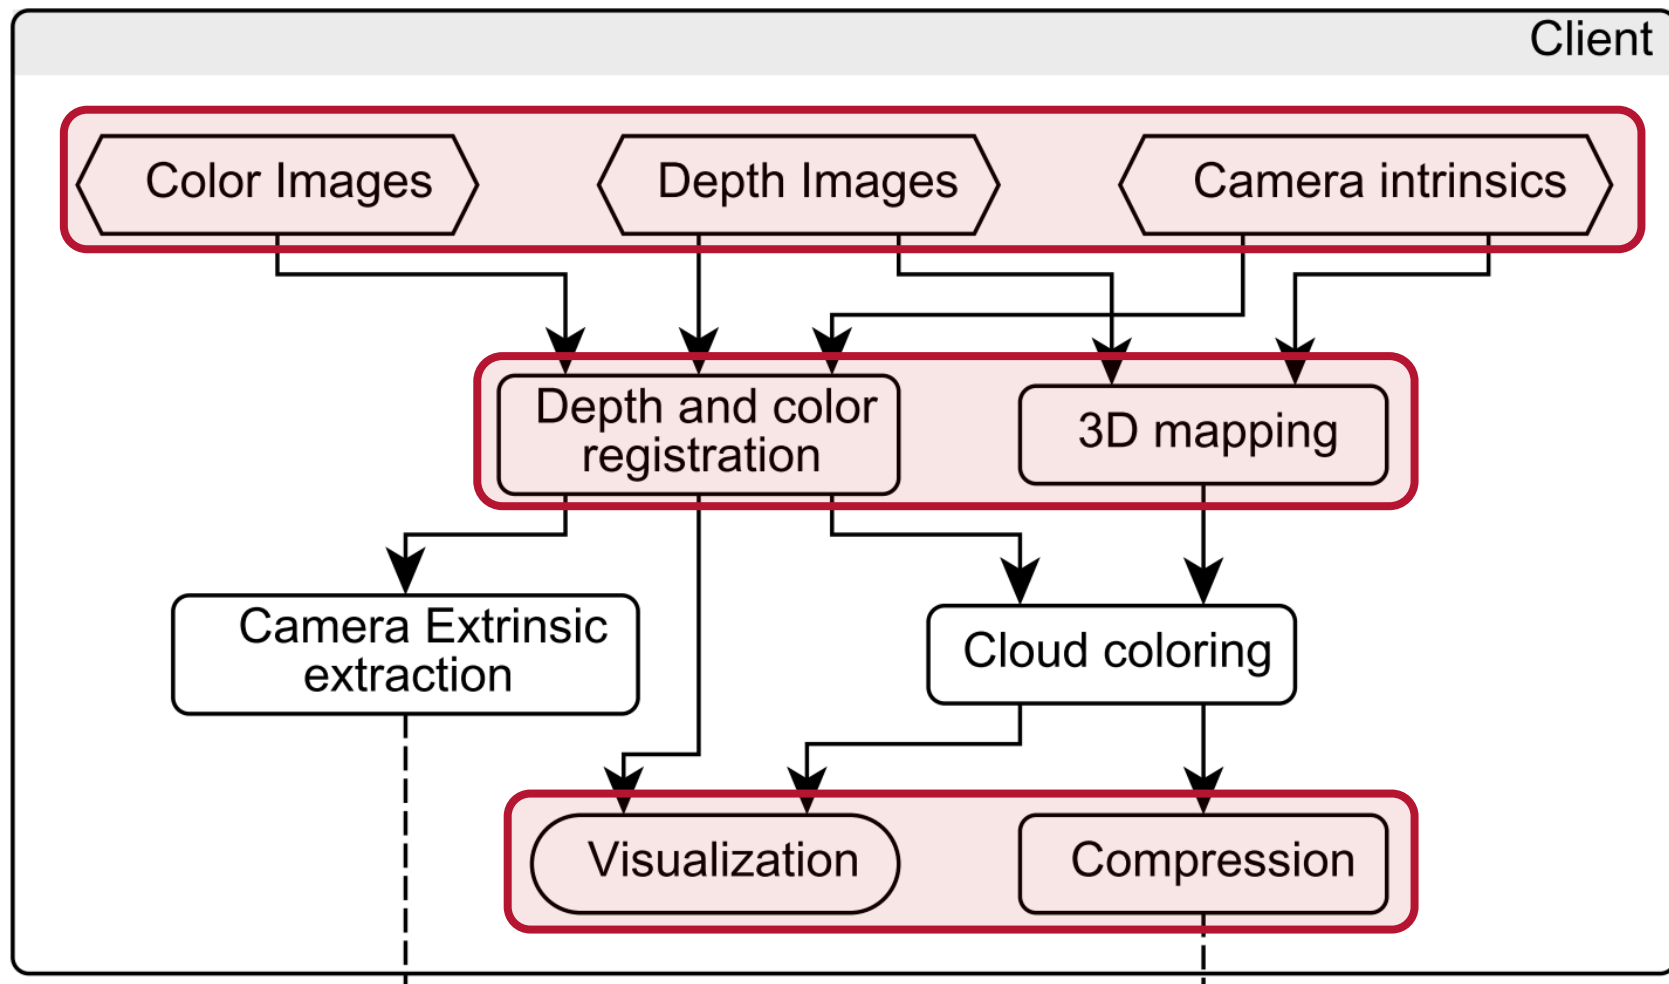 Client
Color Images
Depth Images
Camera intrinsics
Depth and color
registration
3D mapping
Camera Extrinsic
extraction
Cloud coloring
Visualization
Compression